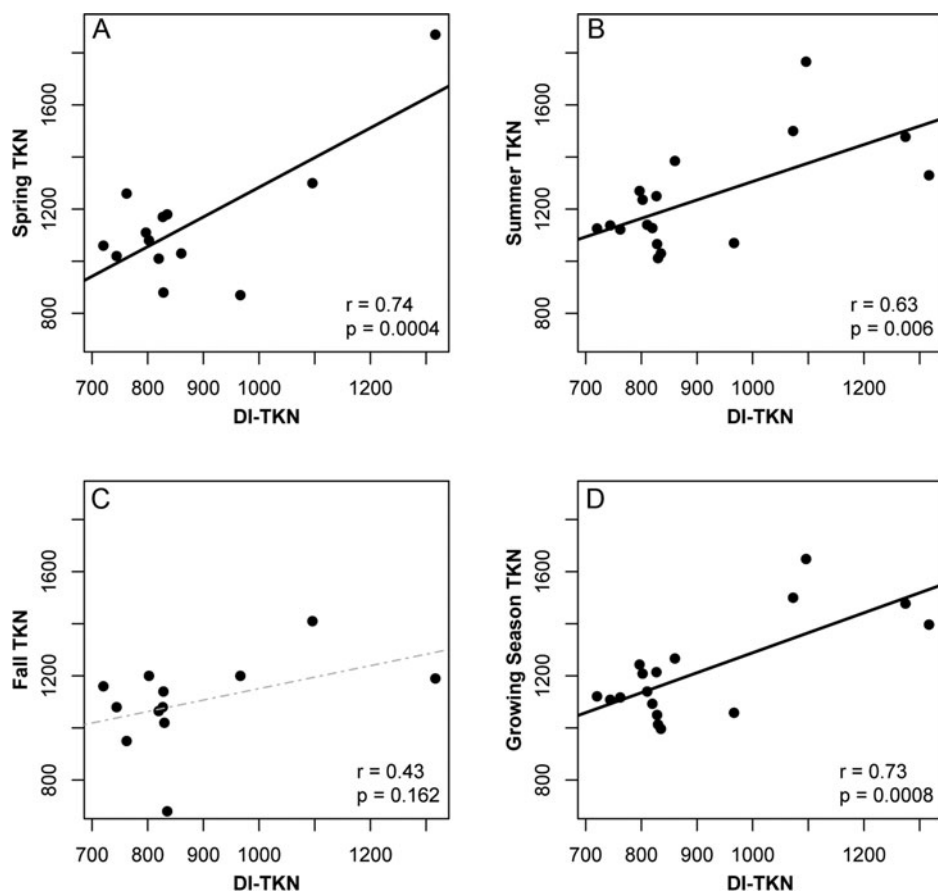 A
1600
1200
800
Spring TKN
r = 0.74
p = 0.0004
700 800 900 1000 1200
DI-TKN
B
1600
1200
800
Summer TKN
r = 0.63
p = 0.006
700 800 900 1000 1200
DI-TKN
C
1600
1200
800
Fall TKN
r = 0.43
p = 0.162
700 800 900 1000 1200
DI-TKN
D
1600
1200
800
Growing Season TKN
r = 0.73
p = 0.0008
700 800 900 1000 1200
DI-TKN